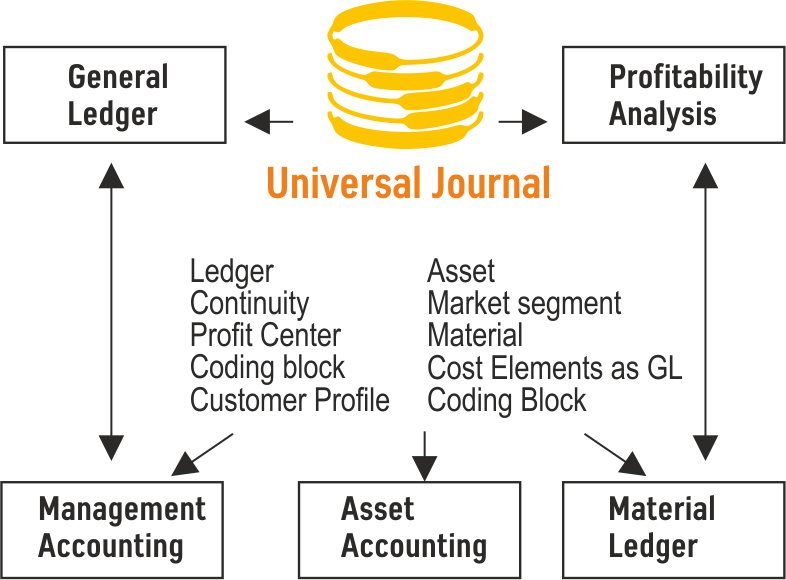 General
Ledger
Profitability
Analysis
Universal Journal
Ledger
Continuity
Profit Center
Coding block
Customer Profile
Asset
Market segment
Material
Cost Elements as GL
Coding Block
Management
Accounting
Asset
Accounting
Material
Ledger